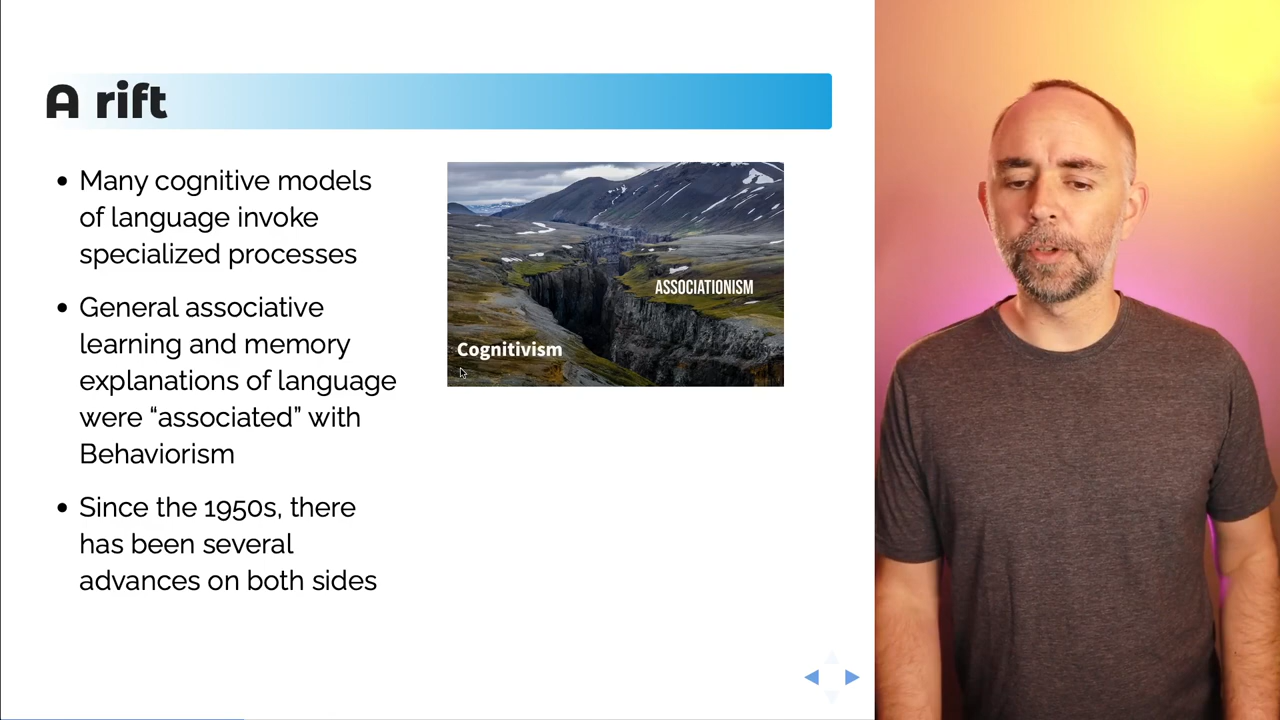 A rift
Many cognitive models
of language invoke
specialized processes
General associative
learning and memory
explanations of language
were “associated” with
Behaviorism
Since the 1950s, there
has been several
advances on both sides
ASSOCIATIONISM
Cognitivism